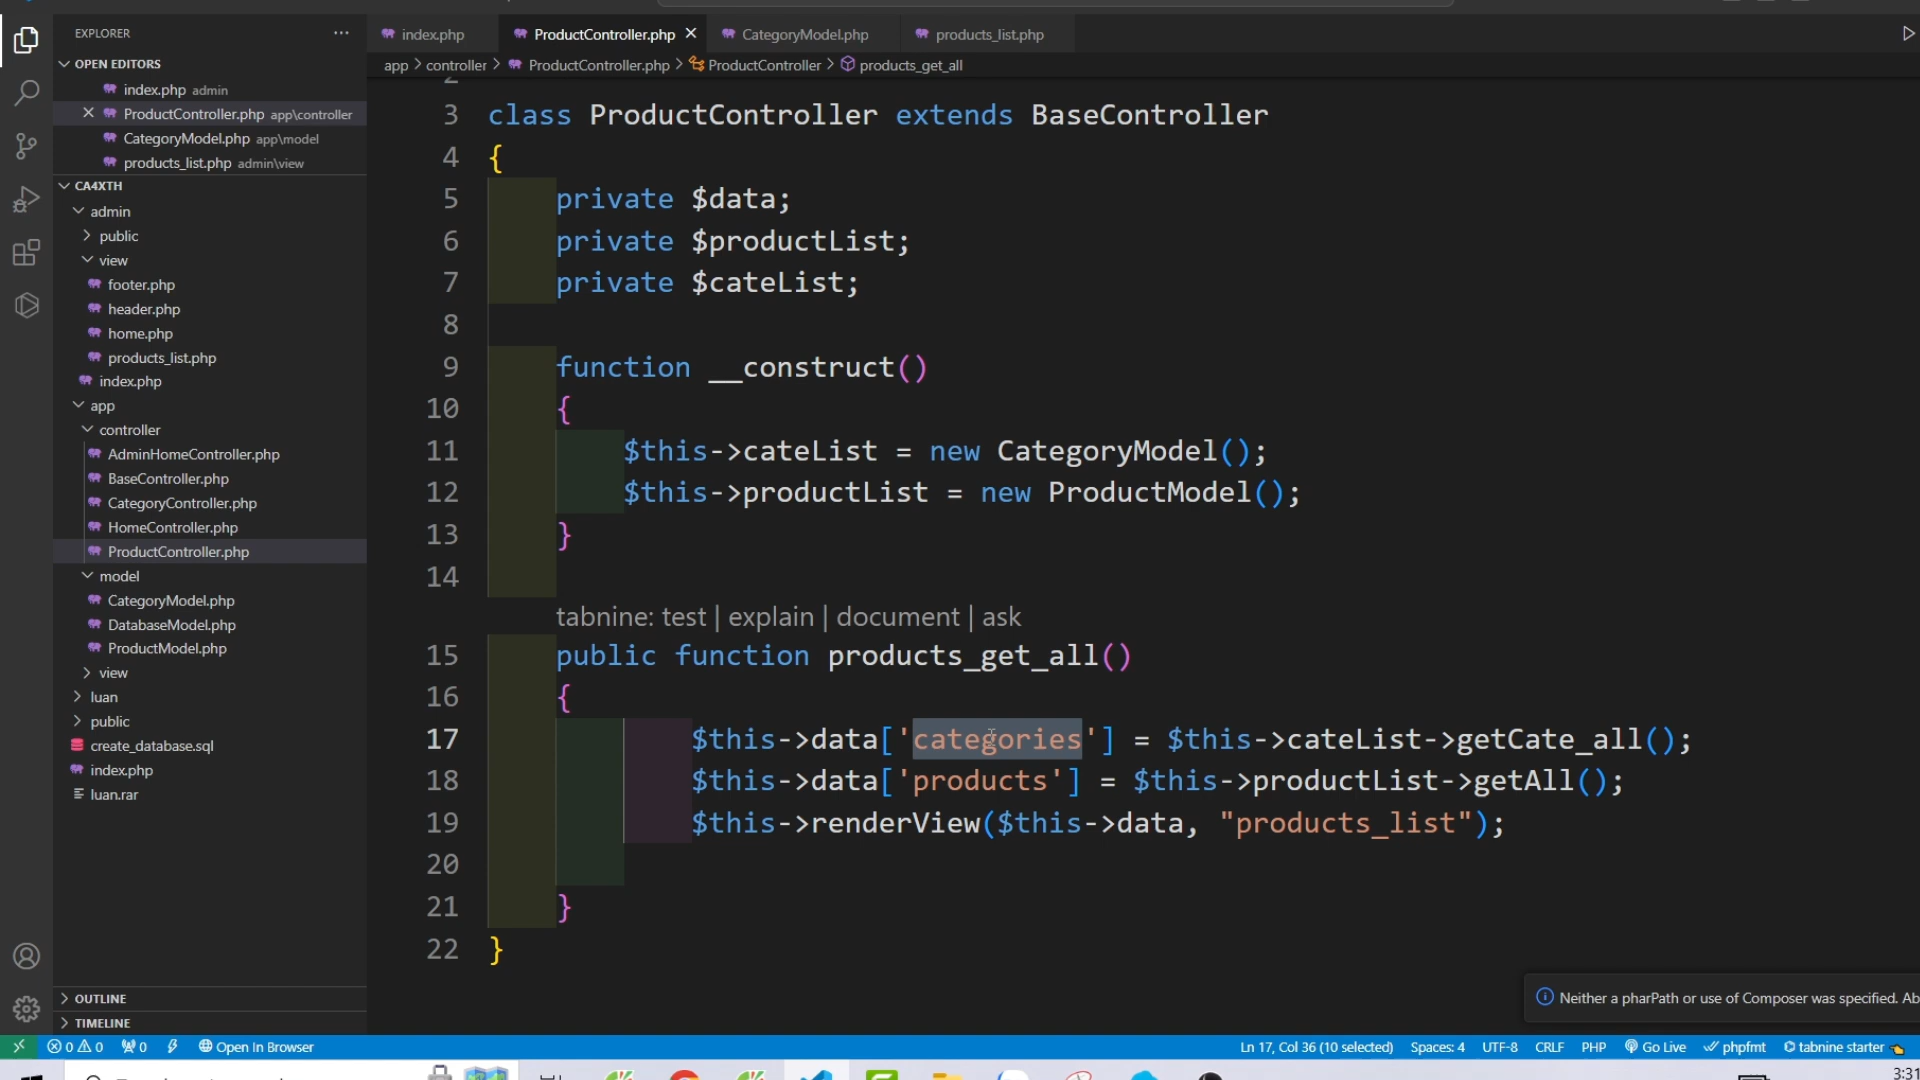 EXPLORER
OPEN EDITORS
index.php admin
ProductController.php app\controller
CategoryModel.php app\model
products_list.php admin\view
CA4XTH
admin
public
view
footer.php
header.php
home.php
products_list.php
index.php
app
controller
AdminHomeController.php
BaseController.php
CategoryController.php
HomeController.php
ProductController.php
model
CategoryModel.php
DatabaseModel.php
ProductModel.php
view
luan
public
create_database.sql
index.php
luan.rar
OUTLINE
TIMELINE
index.php ProductController.php CategoryModel.php products_list.php
app > controller > ProductController.php > ProductController > products_get_all
2
3 class ProductController extends BaseController
4 {
5 private $data;
6 private $productList;
7 private $cateList;
8
9 function __construct()
10 {
11 $this->cateList = new CategoryModel();
12 $this->productList = new ProductModel();
13 }
14
tabnine: test | explain | document | ask
15 public function products_get_all()
16 {
17 $this->data['categories'] = $this->cateList->getCate_all();
18 $this->data['products'] = $this->productList->getAll();
19 $this->renderView($this->data, "products_list");
20
21 }
22 }
Neither a pharPath or use of Composer was specified. Ab
0 0 0 Open In Browser Ln 17, Col 36 (10 selected) Spaces: 4 UTF-8 CRLF PHP Go Live phpfmt tabnine starter
3:31